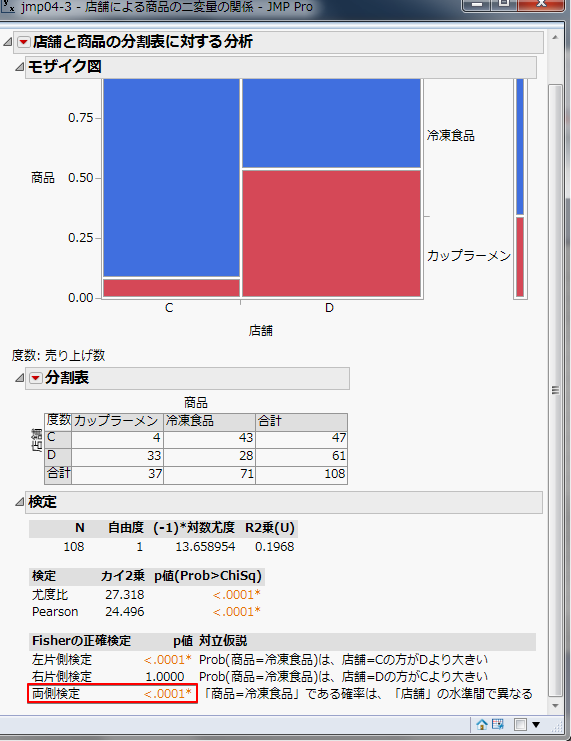 jmp04-3 - 店舗による商品の二変量の関係 - JMP Pro
店舗と商品の分割表に対する分析
モザイク図
0.75
0.50
0.25
0.00
商品
冷凍食品
カップラーメン
C D
店舗
度数: 売り上げ数
分割表
商品
店舗
度数 カップラーメン 冷凍食品 合計
C 4 43 47
D 33 28 61
合計 37 71 108
検定
N 自由度 (-1)*対数尤度 R2乗(U)
108 1 13.658954 0.1968
検定 カイ2乗 p値(Prob>ChiSq)
尤度比 27.318 <.0001*
Pearson 24.496 <.0001*
Fisherの正確検定 p値 対立仮説
左片側検定 <.0001* Prob(商品=冷凍食品)は、店舗=Cの方がDより大きい
右片側検定 1.0000 Prob(商品=冷凍食品)は、店舗=Dの方がCより大きい
両側検定 <.0001* 「商品=冷凍食品」である確率は、「店舗」の水準間で異なる